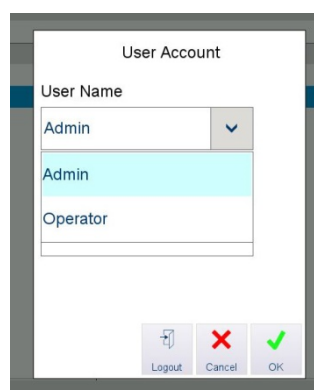 User Account
User Name
Admin
Admin
Operator
Logout Cancel OK